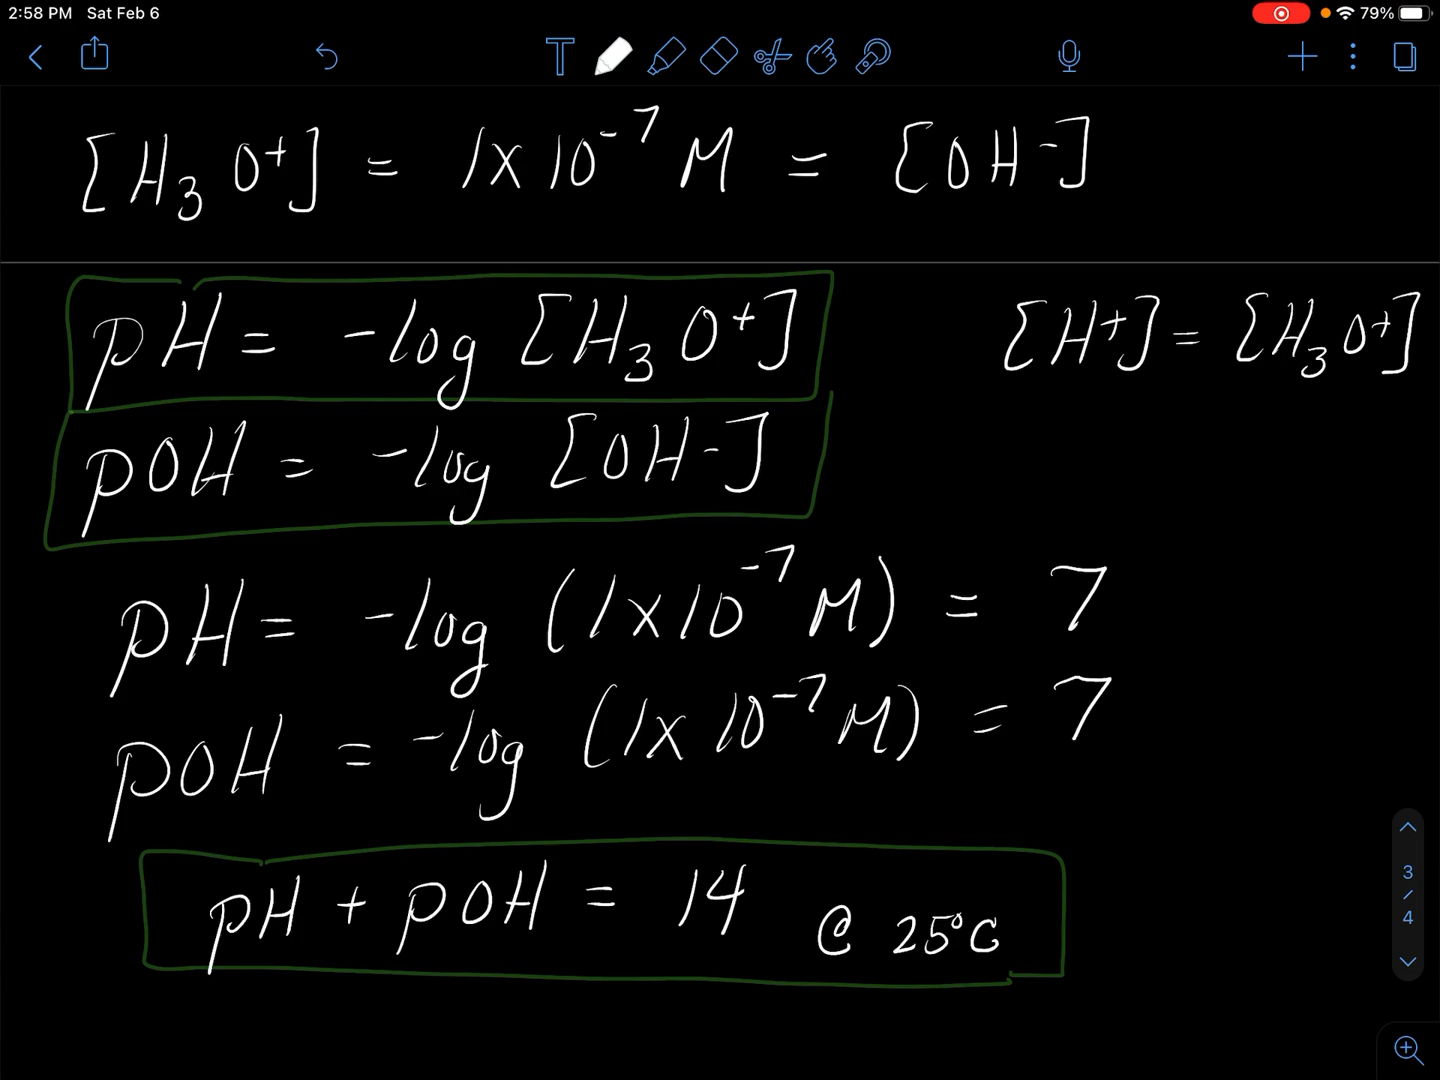 2:58 PM Sat Feb 6 79%
T
[H₃O⁺] = 1x10⁻⁷ M = [OH⁻]
pH = -log [H₃O⁺] [H⁺] = [H₃O⁺]
pOH = -log [OH⁻]
pH = -log (1x10⁻⁷ M) = 7
pOH = -log (1x10⁻⁷ M) = 7
pH + pOH = 14 @ 25°C
3
/
4